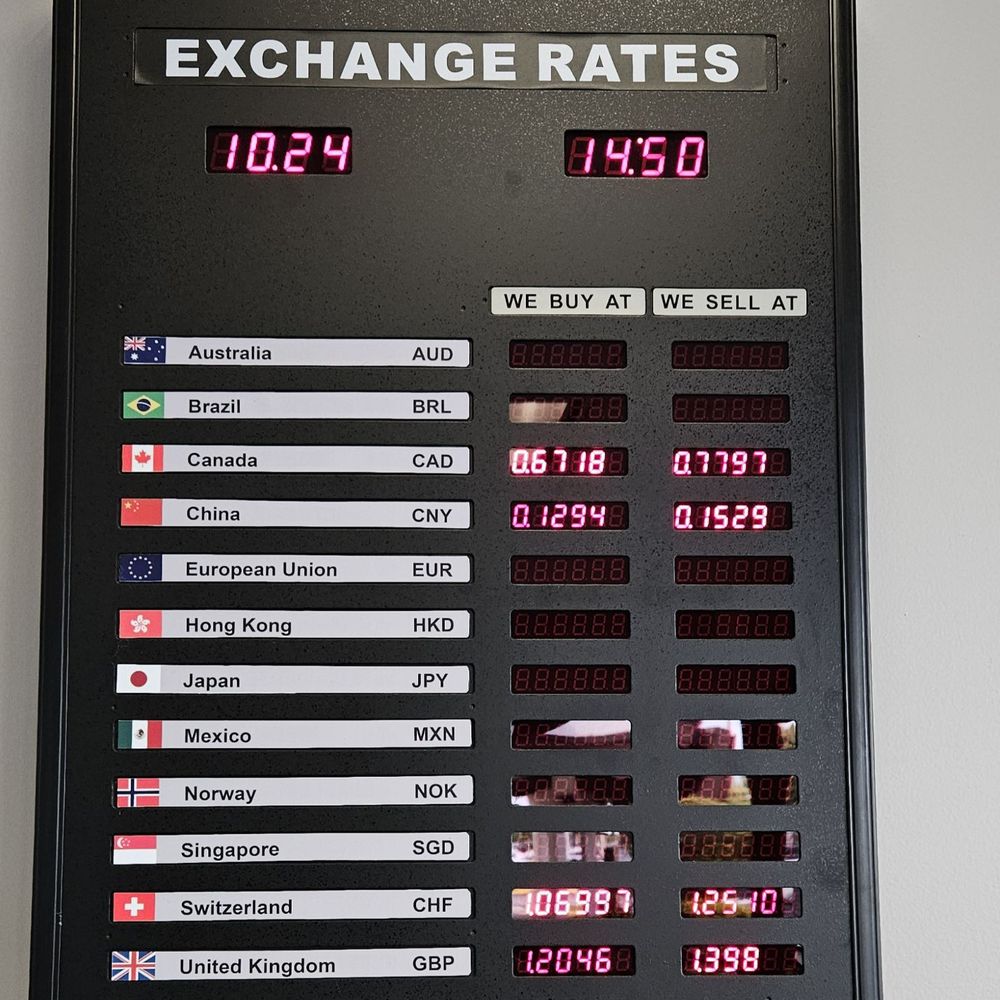 EXCHANGE RATES
10.24 14.50
WE BUY AT WE SELL AT
Australia AUD
Brazil BRL
Canada CAD 0.6718 0.7797
China CNY 0.1294 0.1529
European Union EUR
Hong Kong HKD
Japan JPY
Mexico MXN
Norway NOK
Singapore SGD
Switzerland CHF 1.06997 1.2510
United Kingdom GBP 1.2046 1.398